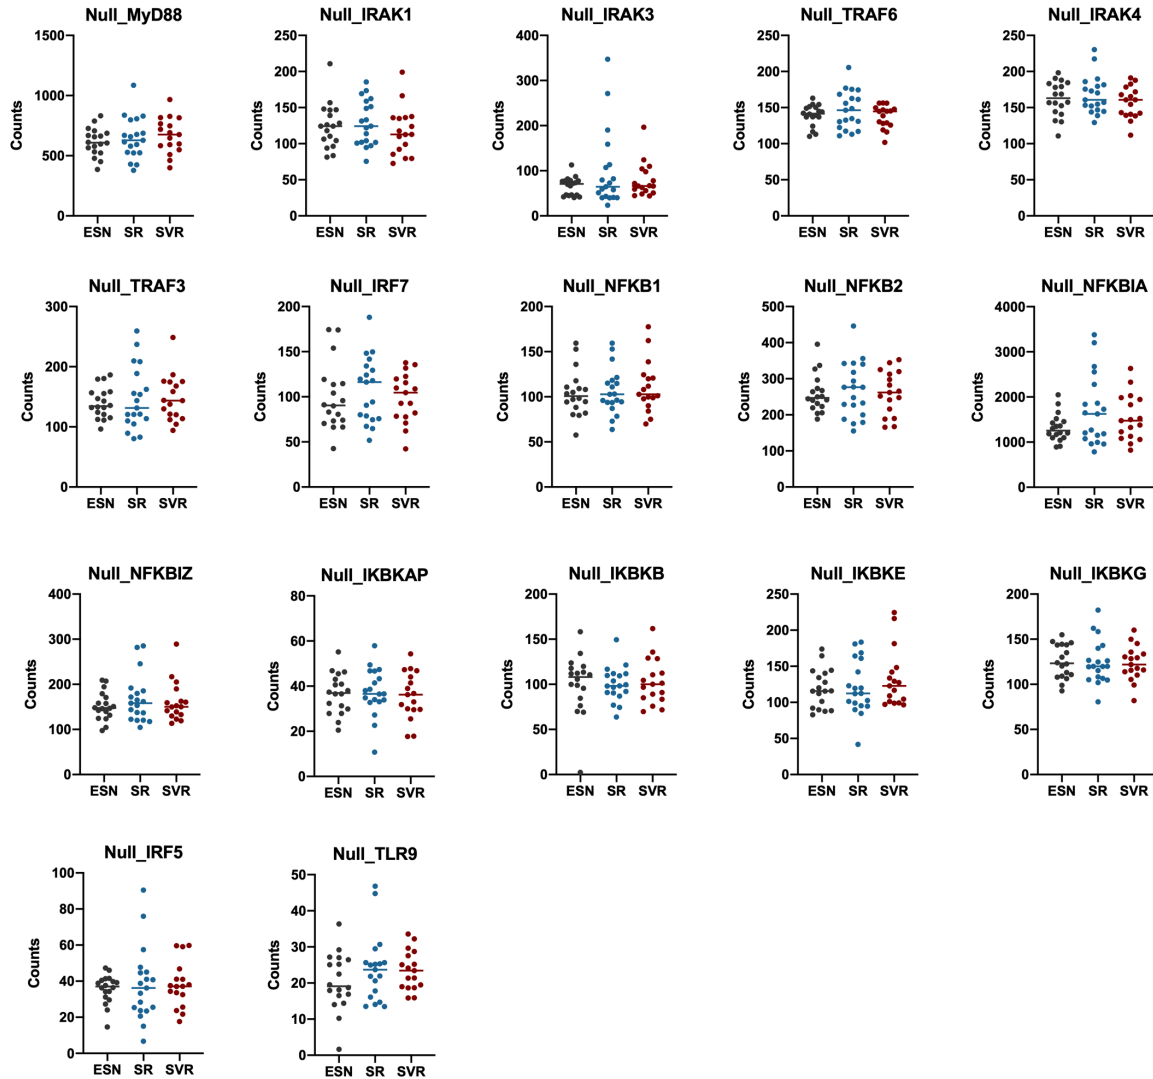 Null_MyD88
1500
1000
500
0
Counts
ESN SR SVR
Null_IRAK1
250
200
150
100
50
0
Counts
ESN SR SVR
Null_IRAK3
400
300
200
100
0
Counts
ESN SR SVR
Null_TRAF6
250
200
150
100
50
0
Counts
ESN SR SVR
Null_IRAK4
250
200
150
100
50
0
Counts
ESN SR SVR
Null_TRAF3
300
200
100
0
Counts
ESN SR SVR
Null_IRF7
200
150
100
50
0
Counts
ESN SR SVR
Null_NFKB1
200
150
100
50
0
Counts
ESN SR SVR
Null_NFKB2
500
400
300
200
100
0
Counts
ESN SR SVR
Null_NFKBIA
4000
3000
2000
1000
0
Counts
ESN SR SVR
Null_NFKBIZ
400
300
200
100
0
Counts
ESN SR SVR
Null_IKBKAP
80
60
40
20
0
Counts
ESN SR SVR
Null_IKBKB
200
150
100
50
0
Counts
ESN SR SVR
Null_IKBKE
250
200
150
100
50
0
Counts
ESN SR SVR
Null_IKBKG
200
150
100
50
0
Counts
ESN SR SVR
Null_IRF5
100
80
60
40
20
0
Counts
ESN SR SVR
Null_TLR9
50
40
30
20
10
0
Counts
ESN SR SVR